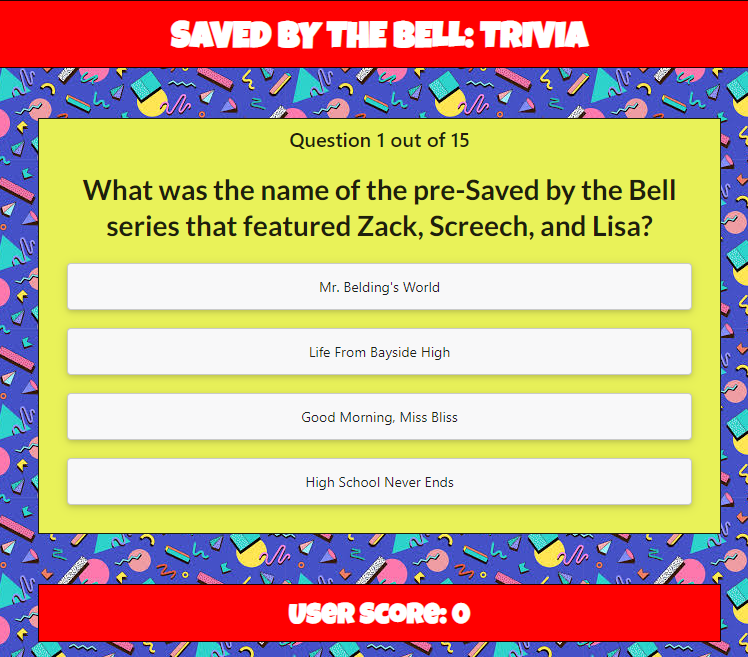 SAVED BY THE BELL: TRIVIA
Question 1 out of 15
What was the name of the pre-Saved by the Bell
series that featured Zack, Screech, and Lisa?
Mr. Belding's World
Life From Bayside High
Good Morning, Miss Bliss
High School Never Ends
User Score: 0